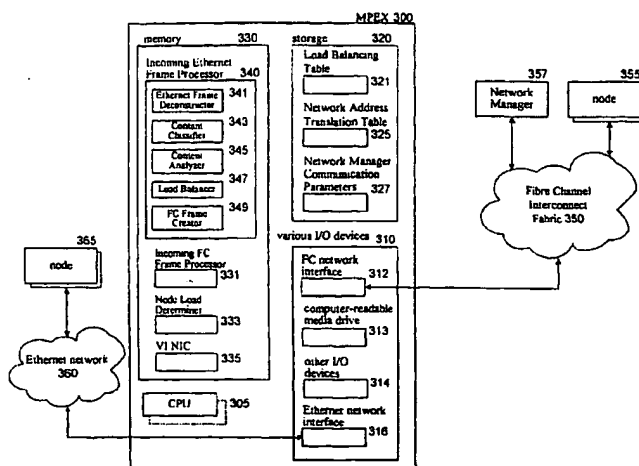 MPEX 300
memory 330
Incoming Ethernet
Frame Processor 340
Ethernet Frame
Deconstructor
341
Content
Classifier
343
Content
Analyzer
345
Load Balancer
347
FC Frame
Creator
349
Incoming FC
Frame Processor
331
Node Load
Determiner
333
VI NIC
335
CPU
305
storage 320
Load Balancing
Table
321
Network Address
Translation Table
325
Network Manager
Communication
Parameters
327
various I/O devices 310
FC network
interface
312
computer-readable
media drive
313
other I/O
devices
314
Ethernet network
interface
316
357
Network
Manager
355
node
Fibre Channel
Interconnect
Fabric 350
365
node
Ethernet network
360